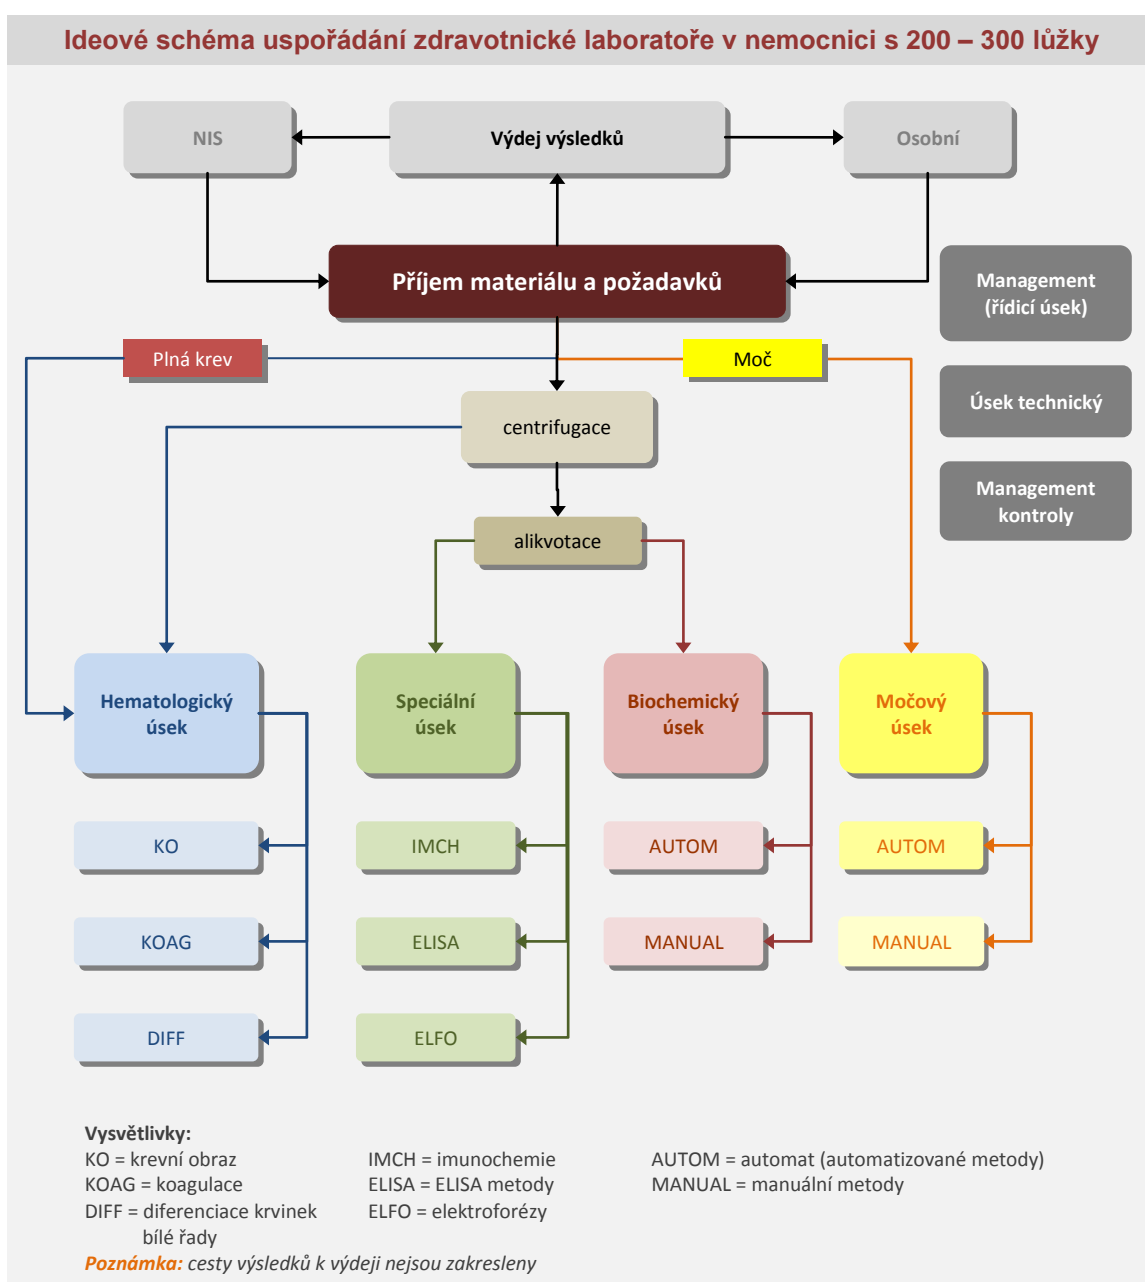 Ideové schéma uspořádání zdravotnické laboratoře v nemocnici s 200 – 300 lůžky
NIS
Výdej výsledků
Osobní
Příjem materiálu a požadavků
Management
(řídicí úsek)
Plná krev
Moč
Úsek technický
centrifugace
Management
kontroly
alikvotace
Hematologický
úsek
Speciální
úsek
Biochemický
úsek
Močový
úsek
KO
IMCH
AUTOM
AUTOM
KOAG
ELISA
MANUAL
MANUAL
DIFF
ELFO
Vysvětlivky:
KO = krevní obraz
KOAG = koagulace
DIFF = diferenciace krvinek
bílé řady
IMCH = imunochemie
ELISA = ELISA metody
ELFO = elektroforézy
AUTOM = automat (automatizované metody)
MANUAL = manuální metody
Poznámka: cesty výsledků k výdeji nejsou zakresleny